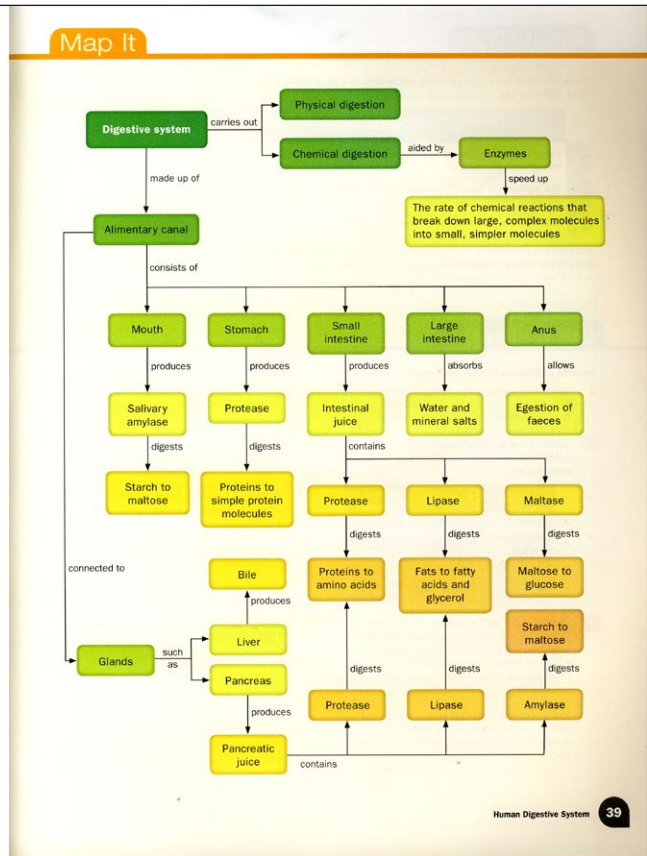 Map It
Physical digestion
Digestive system
carries out
Chemical digestion
aided by
Enzymes
made up of
speed up
The rate of chemical reactions that
break down large, complex molecules
into small, simpler molecules
Alimentary canal
consists of
Mouth
Stomach
Small
intestine
Large
intestine
Anus
produces
produces
produces
absorbs
allows
Salivary
amylase
Protease
Intestinal
juice
Water and
mineral salts
Egestion of
faeces
digests
digests
contains
Starch to
maltose
Proteins to
simple protein
molecules
Protease
Lipase
Maltase
digests
digests
digests
connected to
Bile
Proteins to
amino acids
Fats to fatty
acids and
glycerol
Maltose to
glucose
produces
Starch to
maltose
Glands
such
as
Liver
Pancreas
digests
digests
digests
produces
Protease
Lipase
Amylase
Pancreatic
juice
contains
Human Digestive System 39